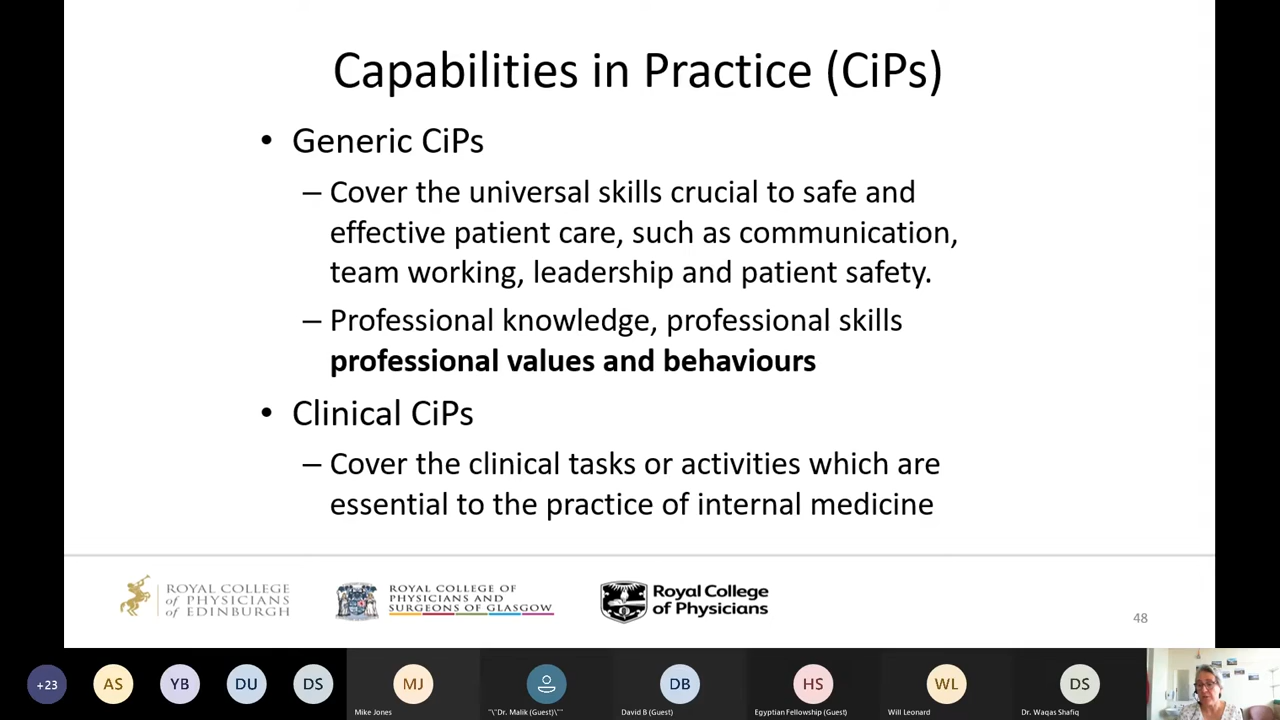 Capabilities in Practice (CiPs)
• Generic CiPs
– Cover the universal skills crucial to safe and
effective patient care, such as communication,
team working, leadership and patient safety.
– Professional knowledge, professional skills
professional values and behaviours
• Clinical CiPs
– Cover the clinical tasks or activities which are
essential to the practice of internal medicine
ROYAL COLLEGE
of PHYSICIANS
of EDINBURGH
ROYAL COLLEGE OF
PHYSICIANS AND
SURGEONS OF GLASGOW
Royal College
of Physicians
48
+23
AS
YB
DU
DS
MJ
DB
HS
WL
DS
Mike Jones
"\"Dr. Malik (Guest)\""
David B (Guest)
Egyptian Fellowship (Guest)
Will Leonard
Dr. Waqas Shafiq